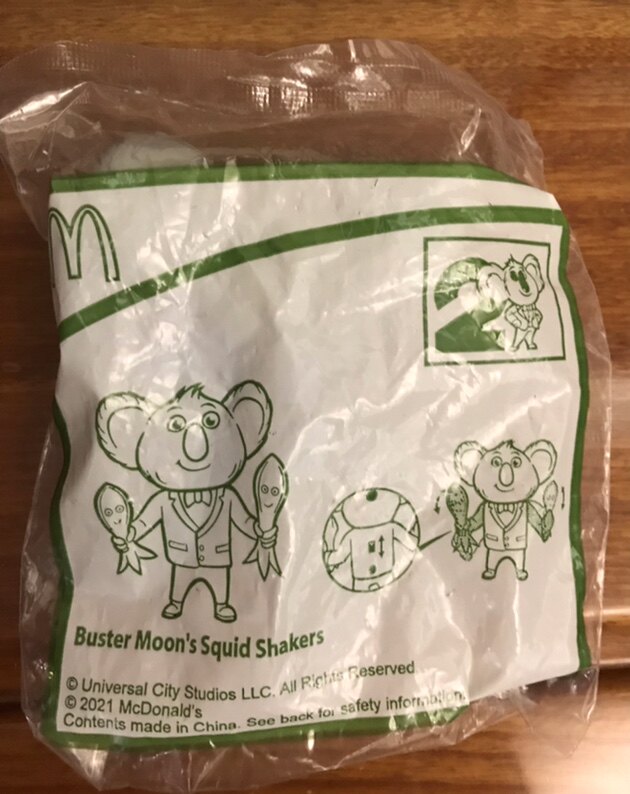 Buster Moon's Squid Shakers
© Universal City Studios LLC. All Rights Reserved.
© 2021 McDonald's
Contents made in China. See back for safety information.